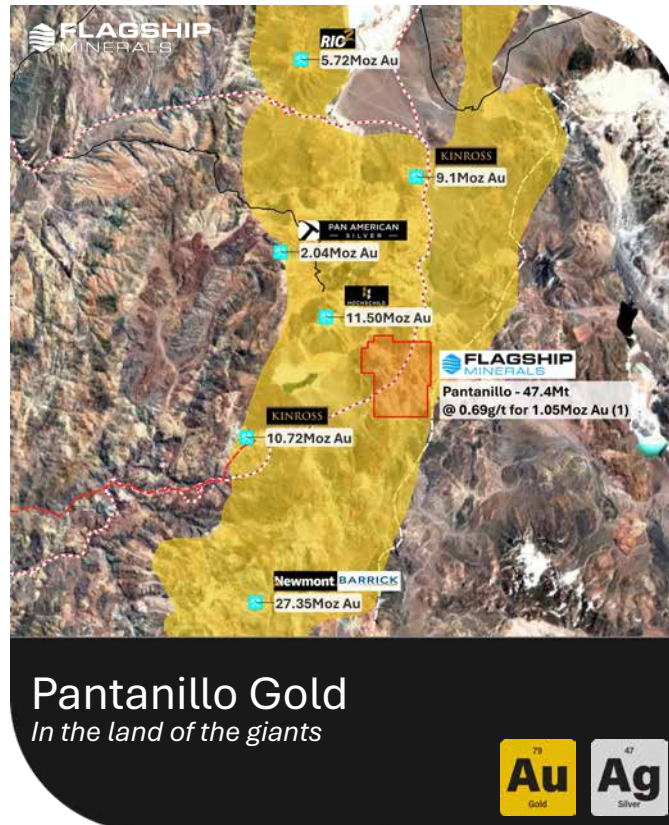 FLAGSHIP
MINERALS
RIO2
5.72Moz Au
KINROSS
9.1Moz Au
PAN AMERICAN
— SILVER —
2.04Moz Au
HOCHSCHILD
11.50Moz Au
FLAGSHIP
MINERALS
Pantanillo - 47.4Mt
@ 0.69g/t for 1.05Moz Au (1)
KINROSS
10.72Moz Au
Newmont BARRICK
27.35Moz Au
Pantanillo Gold
In the land of the giants
79
Au
Gold
47
Ag
Silver